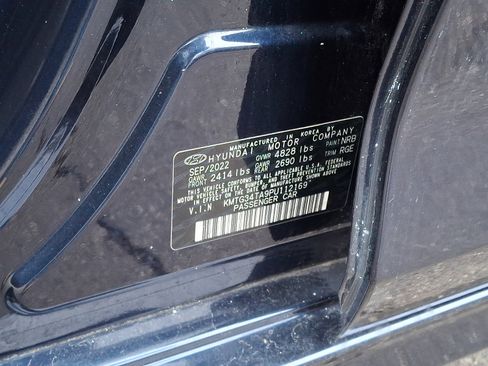 MANUFACTURED IN KOREA BY
HYUNDAI MOTOR COMPANY
SEP/2022 GVWR 4828 lbs PAINT NRB
GAWR FRONT 2414 lbs GAWR REAR 2690 lbs TRIM RGE
THIS VEHICLE CONFORMS TO ALL APPLICABLE U.S. FEDERAL
MOTOR VEHICLE SAFETY, BUMPER, AND THEFT PREVENTION
STANDARDS IN EFFECT ON THE DATE OF MANUFACTURE SHOWN ABOVE.
V.I.N KMTG34TA9PU112169
PASSENGER CAR